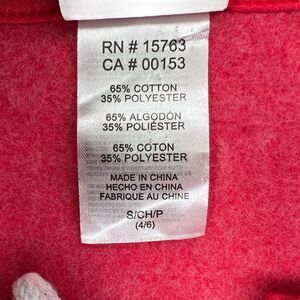 RN # 15763
CA # 00153
65% COTTON
35% POLYESTER
65% ALGODÓN
35% POLIÉSTER
65% COTON
35% POLYESTER
MADE IN CHINA
HECHO EN CHINA
FABRIQUE AU CHINE
S/CH/P
(4/6)